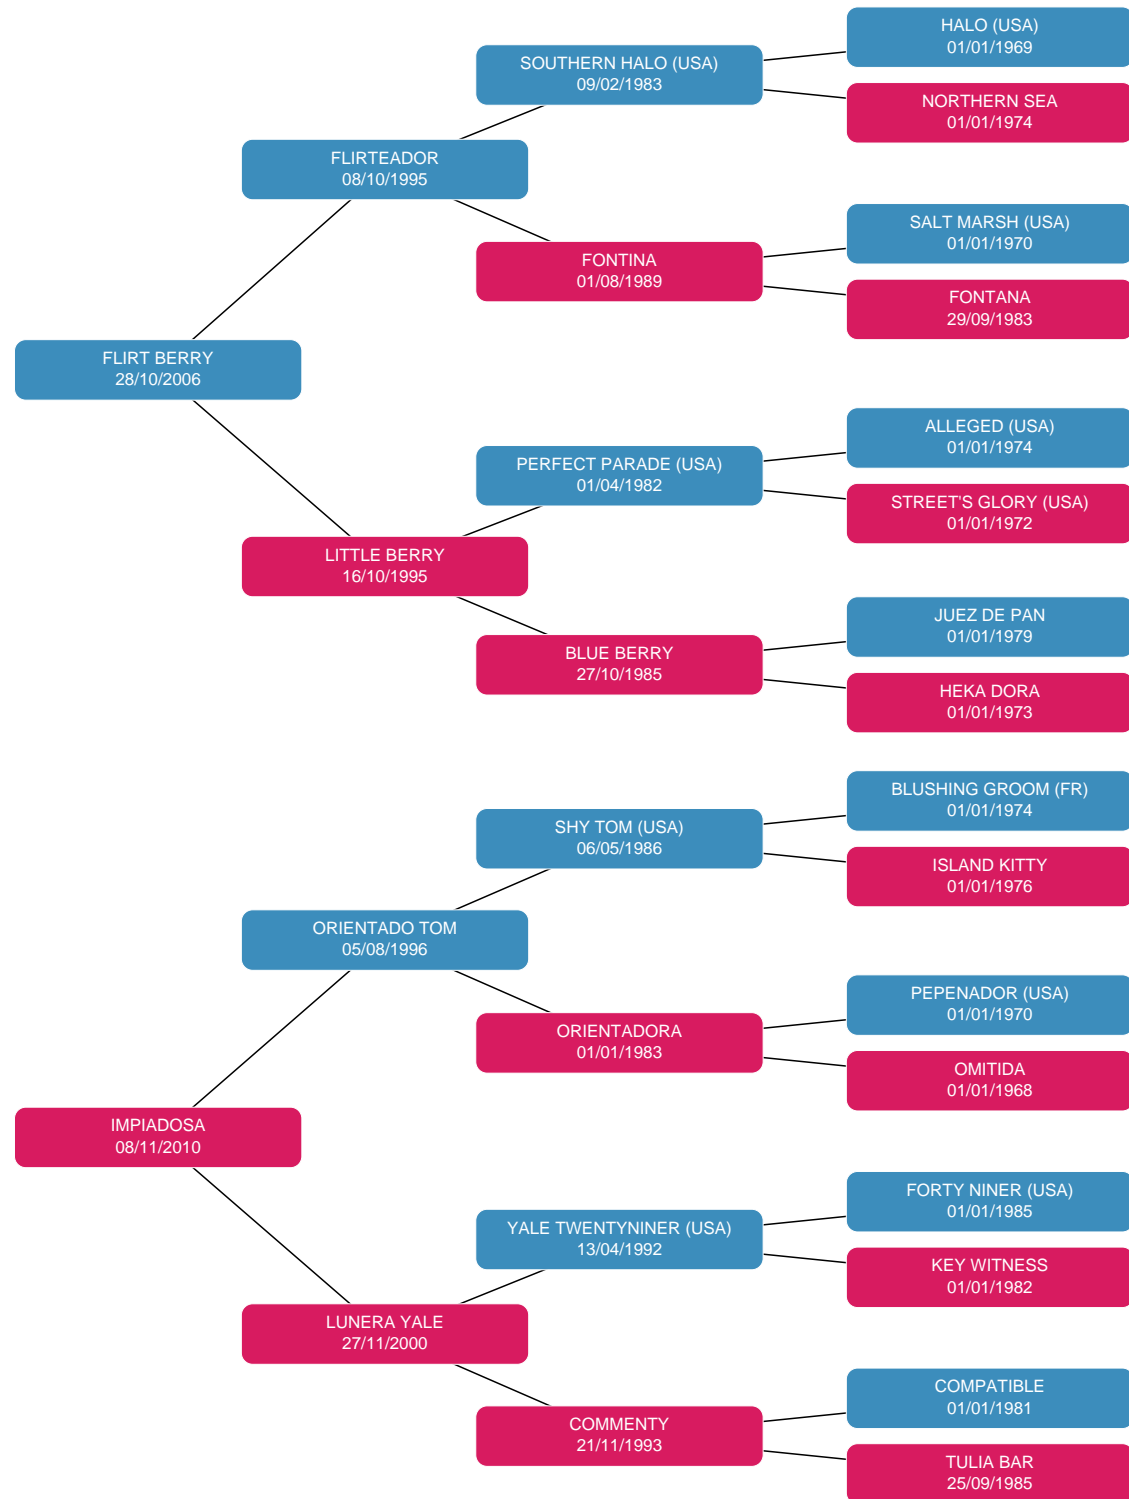 HALO (USA)
01/01/1969
SOUTHERN HALO (USA)
09/02/1983
NORTHERN SEA
01/01/1974
FLIRTEADOR
08/10/1995
SALT MARSH (USA)
01/01/1970
FONTINA
01/08/1989
FONTANA
29/09/1983
FLIRT BERRY
28/10/2006
ALLEGED (USA)
01/01/1974
PERFECT PARADE (USA)
01/04/1982
STREET'S GLORY (USA)
01/01/1972
LITTLE BERRY
16/10/1995
JUEZ DE PAN
01/01/1979
BLUE BERRY
27/10/1985
HEKA DORA
01/01/1973
BLUSHING GROOM (FR)
01/01/1974
SHY TOM (USA)
06/05/1986
ISLAND KITTY
01/01/1976
ORIENTADO TOM
05/08/1996
PEPENADOR (USA)
01/01/1970
ORIENTADORA
01/01/1983
OMITIDA
01/01/1968
IMPIADOSA
08/11/2010
FORTY NINER (USA)
01/01/1985
YALE TWENTYNINER (USA)
13/04/1992
KEY WITNESS
01/01/1982
LUNERA YALE
27/11/2000
COMPATIBLE
01/01/1981
COMMENTY
21/11/1993
TULIA BAR
25/09/1985